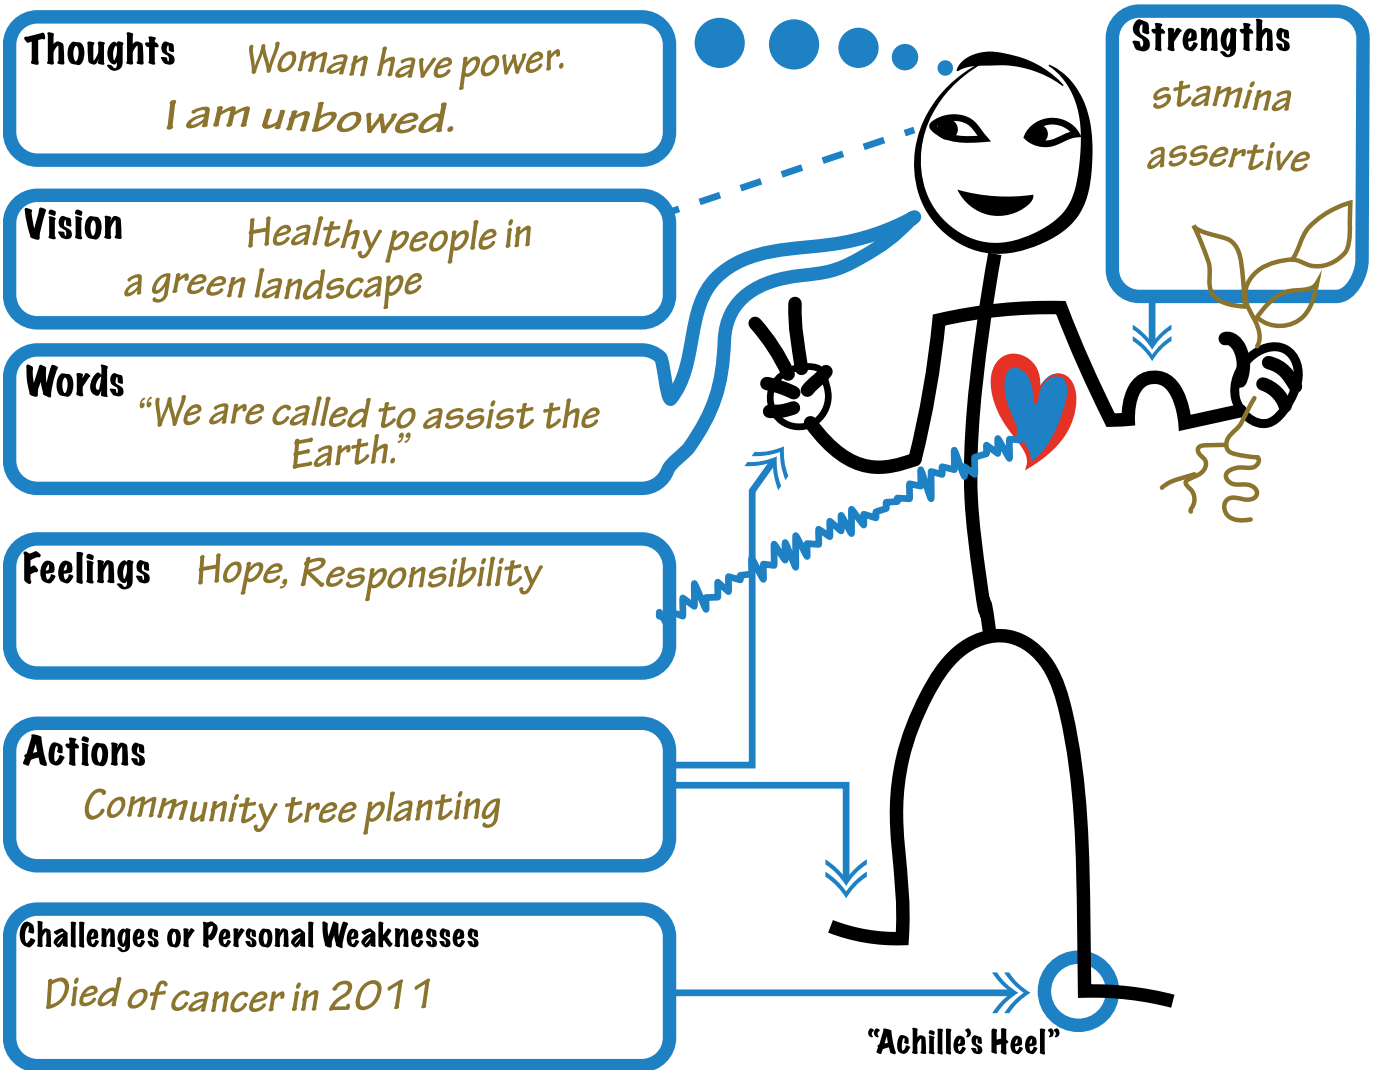 Thoughts
Woman have power.
I am unbowed.
Strengths
stamina
assertive
Vision
Healthy people in
a green landscape
Words
“We are called to assist the
Earth.”
Feelings
Hope, Responsibility
Actions
Community tree planting
Challenges or Personal Weaknesses
Died of cancer in 2011
“Achille’s Heel”